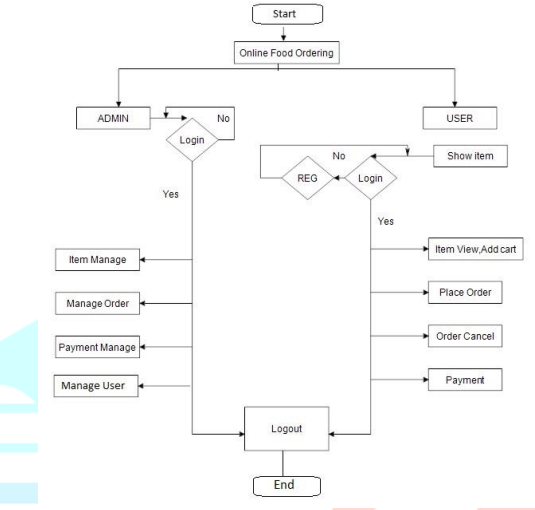 Start
Online Food Ordering
ADMIN
No
USER
Login
No
Show item
REG
Login
Yes
Yes
Item Manage
Item View,Add cart
Manage Order
Place Order
Payment Manage
Order Cancel
Manage User
Payment
Logout
End